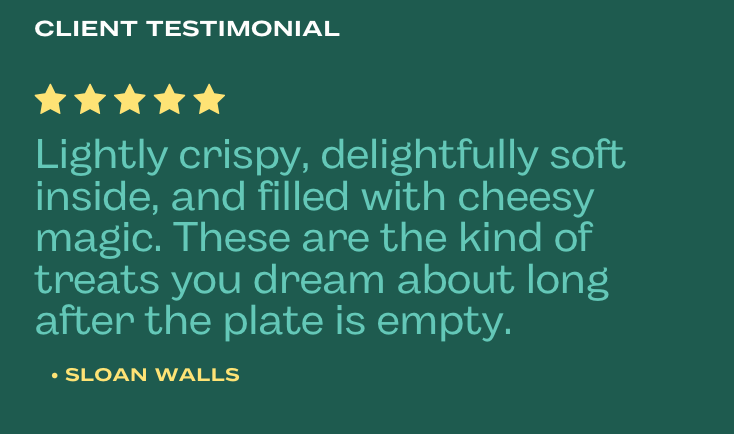 CLIENT TESTIMONIAL
Lightly crispy, delightfully soft
inside, and filled with cheesy
magic. These are the kind of
treats you dream about long
after the plate is empty.
• SLOAN WALLS